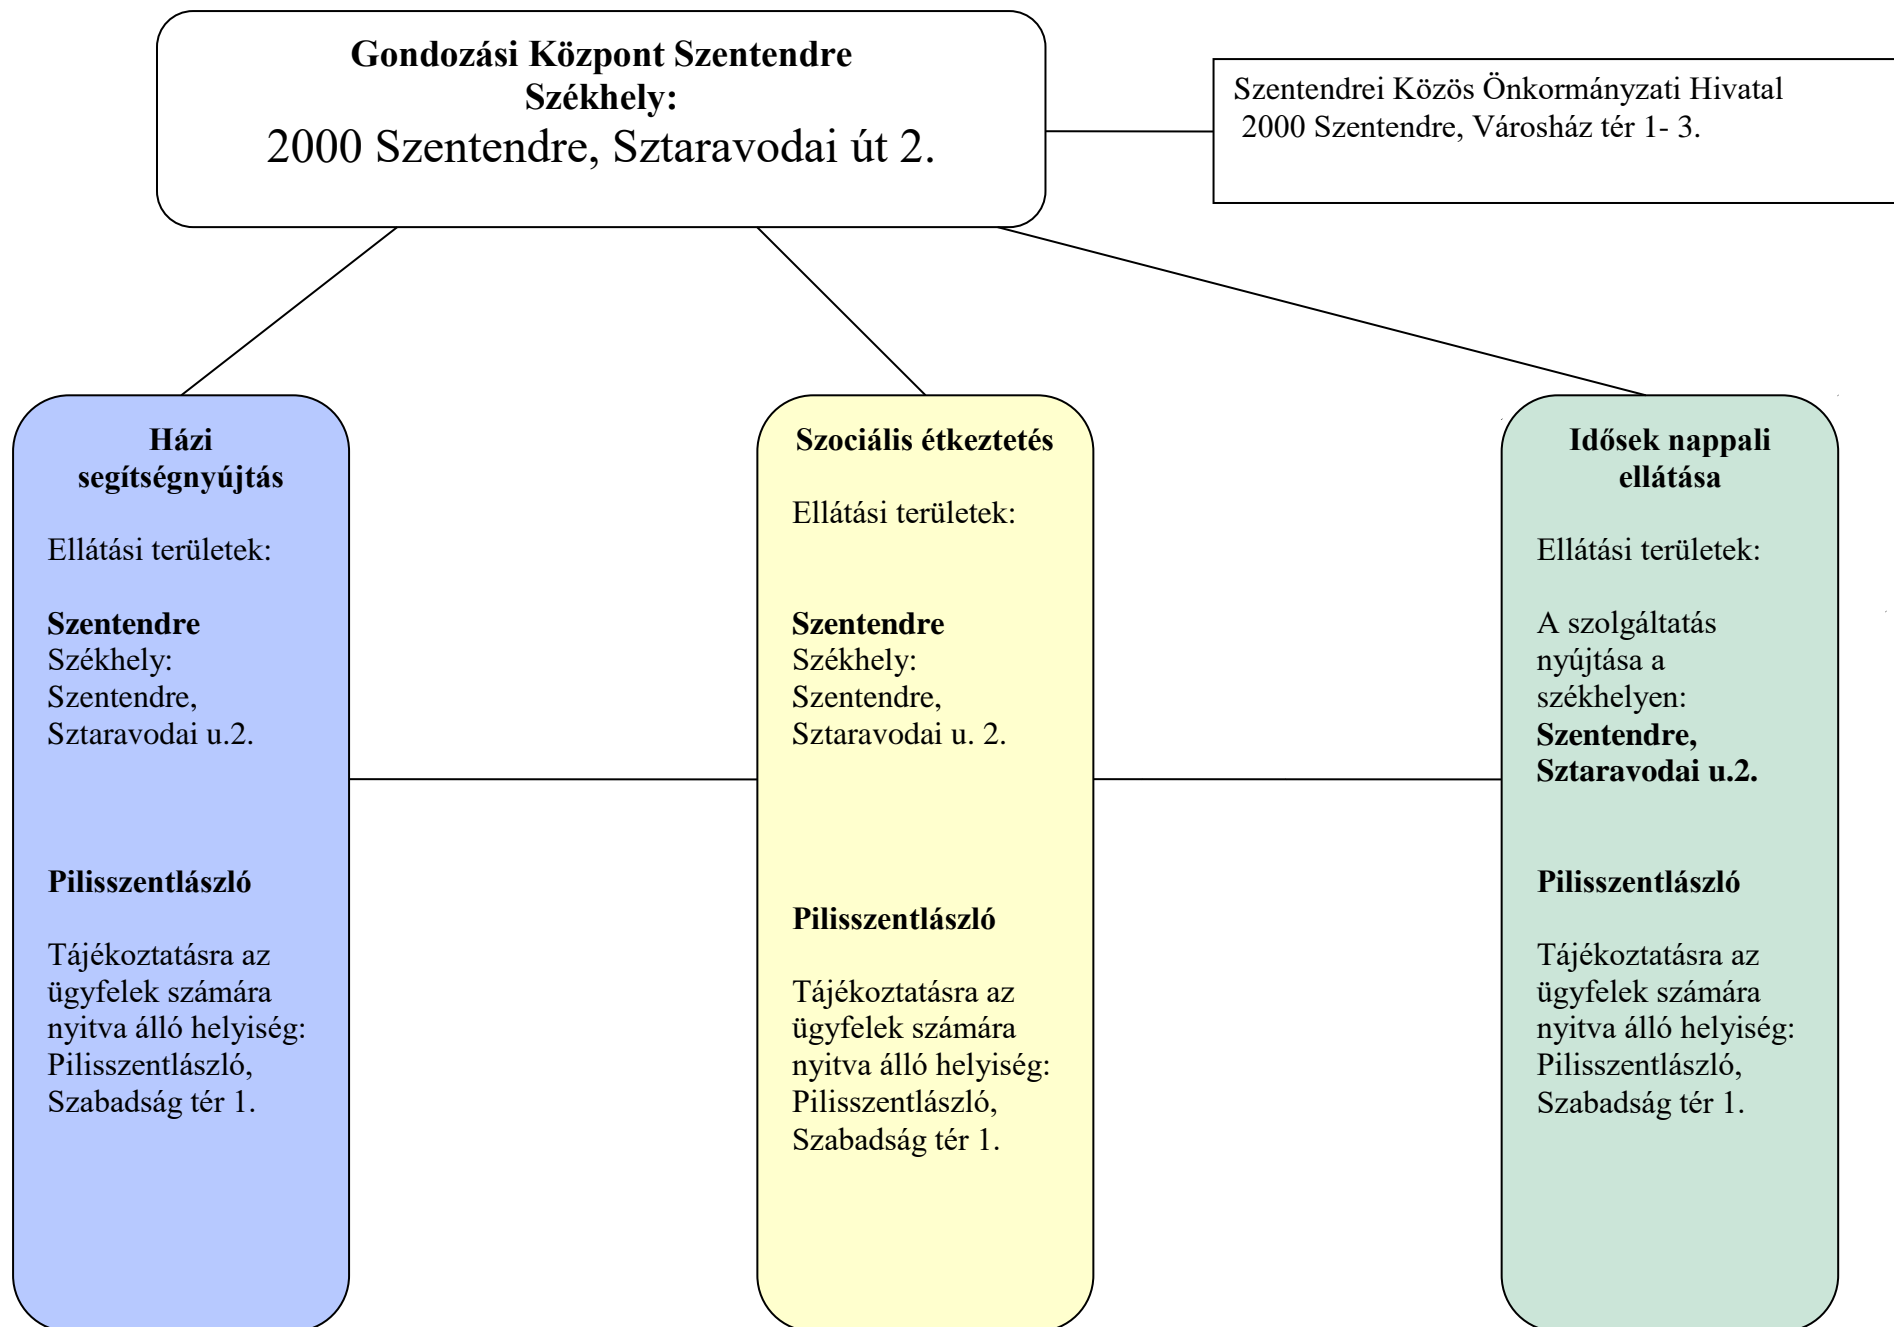 Gondozási Központ Szentendre
Székhely:
2000 Szentendre, Sztaravodai út 2.
Szentendrei Közös Önkormányzati Hivatal
2000 Szentendre, Városház tér 1- 3.
Házi
segítségnyújtás
Ellátási területek:
Szentendre
Székhely:
Szentendre,
Sztaravodai u.2.
Pilisszentlászló
Tájékoztatásra az
ügyfelek számára
nyitva álló helyiség:
Pilisszentlászló,
Szabadság tér 1.
Szociális étkeztetés
Ellátási területek:
Szentendre
Székhely:
Szentendre,
Sztaravodai u. 2.
Pilisszentlászló
Tájékoztatásra az
ügyfelek számára
nyitva álló helyiség:
Pilisszentlászló,
Szabadság tér 1.
Idősek nappali
ellátása
Ellátási területek:
A szolgáltatás
nyújtása a
székhelyen:
Szentendre,
Sztaravodai u.2.
Pilisszentlászló
Tájékoztatásra az
ügyfelek számára
nyitva álló helyiség:
Pilisszentlászló,
Szabadság tér 1.